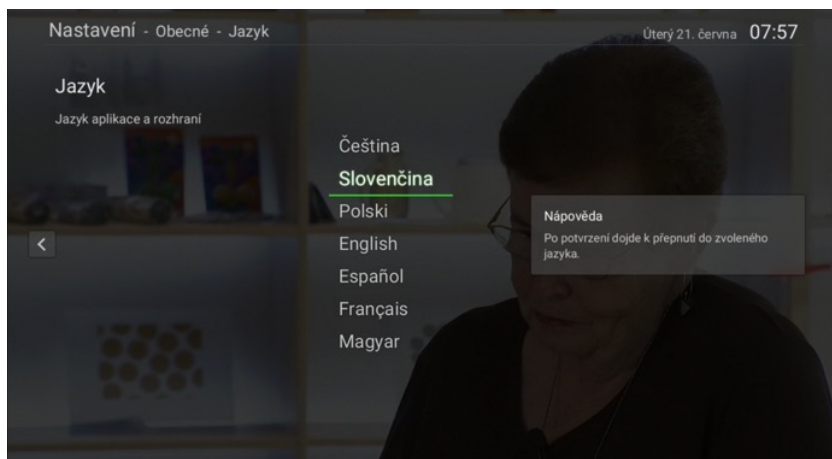 Nastavení - Obecné - Jazyk
Úterý 21. června 07:57
Jazyk
Jazyk aplikace a rozhraní
Čeština
Slovenčina
Polski
English
Español
Français
Magyar
Nápověda
Po potvrzení dojde k přepnutí do zvoleného
jazyka.